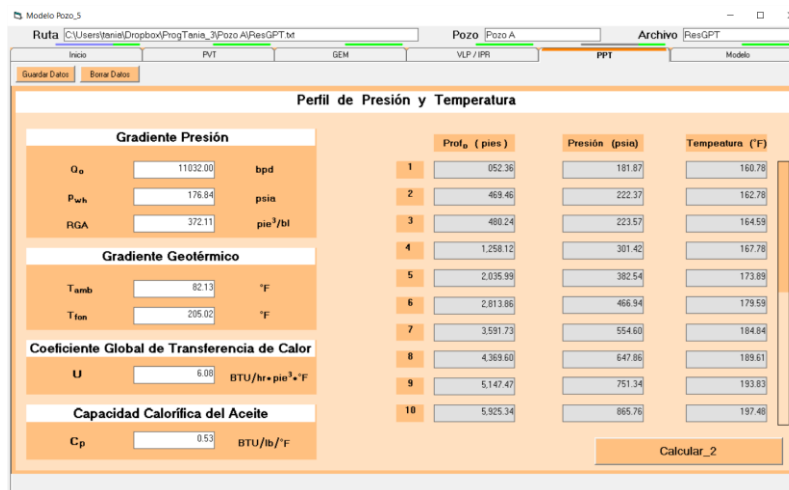 Modelo Pozo_5
Ruta C:\Users\tania\Dropbox\ProgTania_3\Pozo A\ResGPT.txt Pozo Pozo A Archivo ResGPT
Inicio PVT GEM VLP / IPR PPT Modelo
Guardar Datos Borrar Datos
Perfil de Presión y Temperatura
Gradiente Presión
Qo 11032.00 bpd
Pwh 176.84 psia
RGA 372.11 pie3/bl
Gradiente Geotérmico
Tamb 82.13 °F
Tfon 205.02 °F
Coeficiente Global de Transferencia de Calor
U 6.08 BTU/hr•pie3•°F
Capacidad Calorífica del Aceite
Cp 0.53 BTU/lb/°F
Profo ( pies ) Presión (psia) Tempeatura (°F)
1 052.36 181.87 160.78
2 469.46 222.37 162.78
3 480.24 223.57 164.59
4 1,258.12 301.42 167.78
5 2,035.99 382.54 173.89
6 2,813.86 466.94 179.59
7 3,591.73 554.60 184.84
8 4,369.60 647.86 189.61
9 5,147.47 751.34 193.83
10 5,925.34 865.76 197.48
Calcular_2